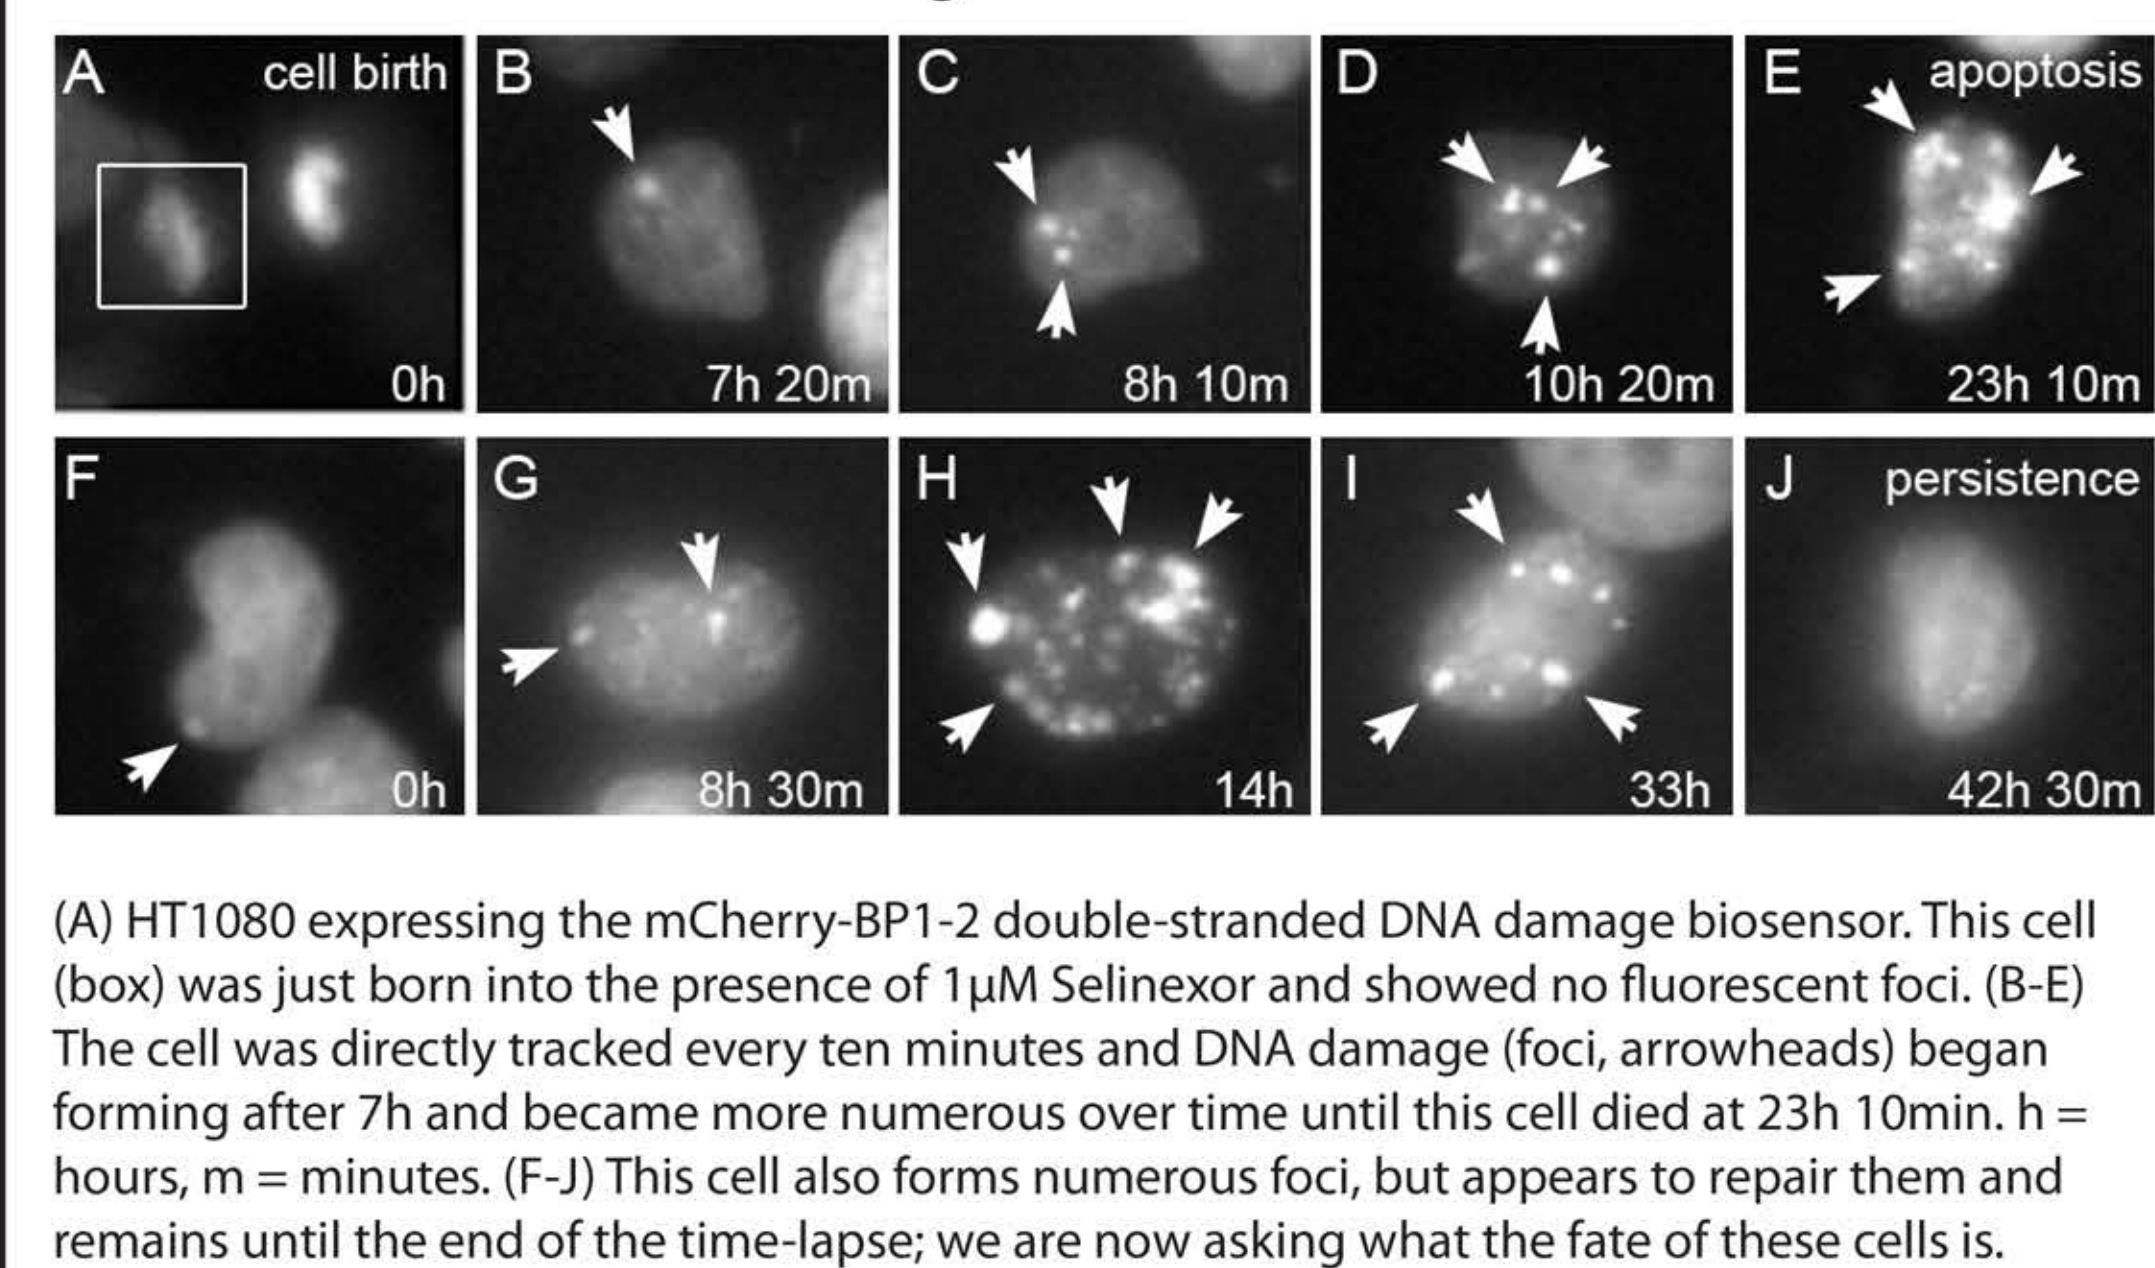 A cell birth 0h
B 7h 20m
C 8h 10m
D 10h 20m
E apoptosis 23h 10m
F 0h
G 8h 30m
H 14h
I 33h
J persistence 42h 30m
(A) HT1080 expressing the mCherry-BP1-2 double-stranded DNA damage biosensor. This cell
(box) was just born into the presence of 1µM Selinexor and showed no fluorescent foci. (B-E)
The cell was directly tracked every ten minutes and DNA damage (foci, arrowheads) began
forming after 7h and became more numerous over time until this cell died at 23h 10min. h =
hours, m = minutes. (F-J) This cell also forms numerous foci, but appears to repair them and
remains until the end of the time-lapse; we are now asking what the fate of these cells is.